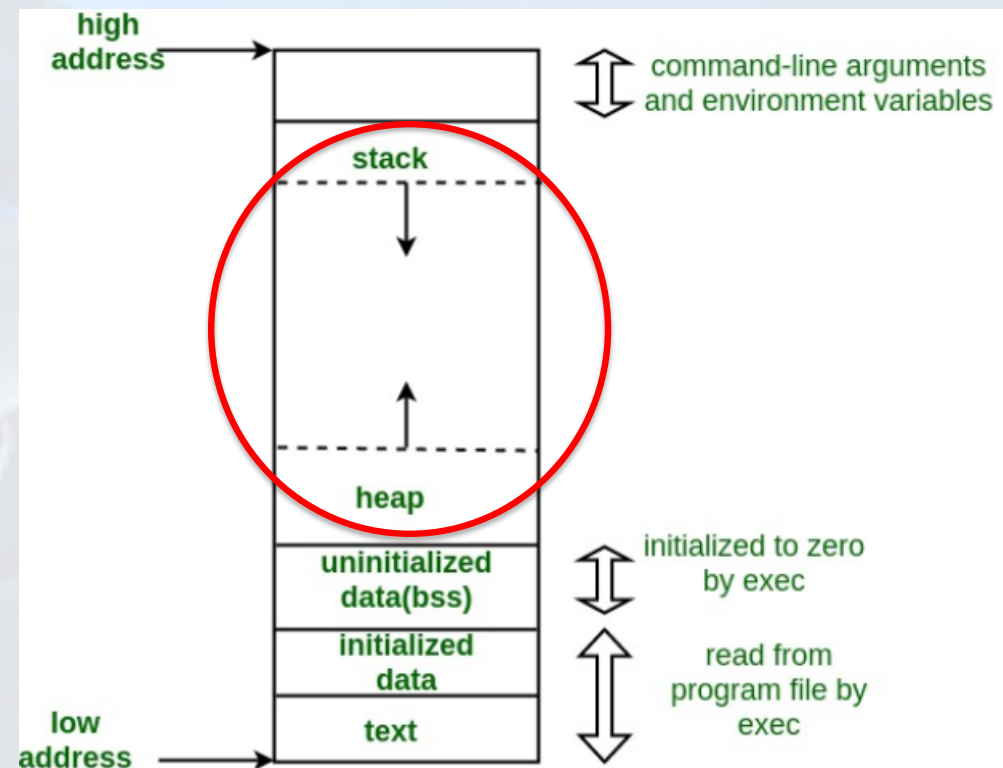 high
address
command-line arguments
and environment variables
stack
heap
uninitialized
data(bss)
initialized to zero
by exec
initialized
data
read from
program file by
exec
text
low
address